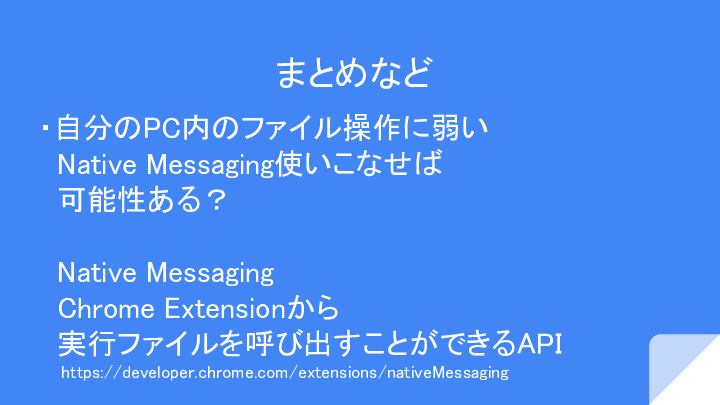 まとめなど
・自分のPC内のファイル操作に弱い
Native Messaging使いこなせば
可能性ある？
Native Messaging
Chrome Extensionから
実行ファイルを呼び出すことができるAPI
https://developer.chrome.com/extensions/nativeMessaging